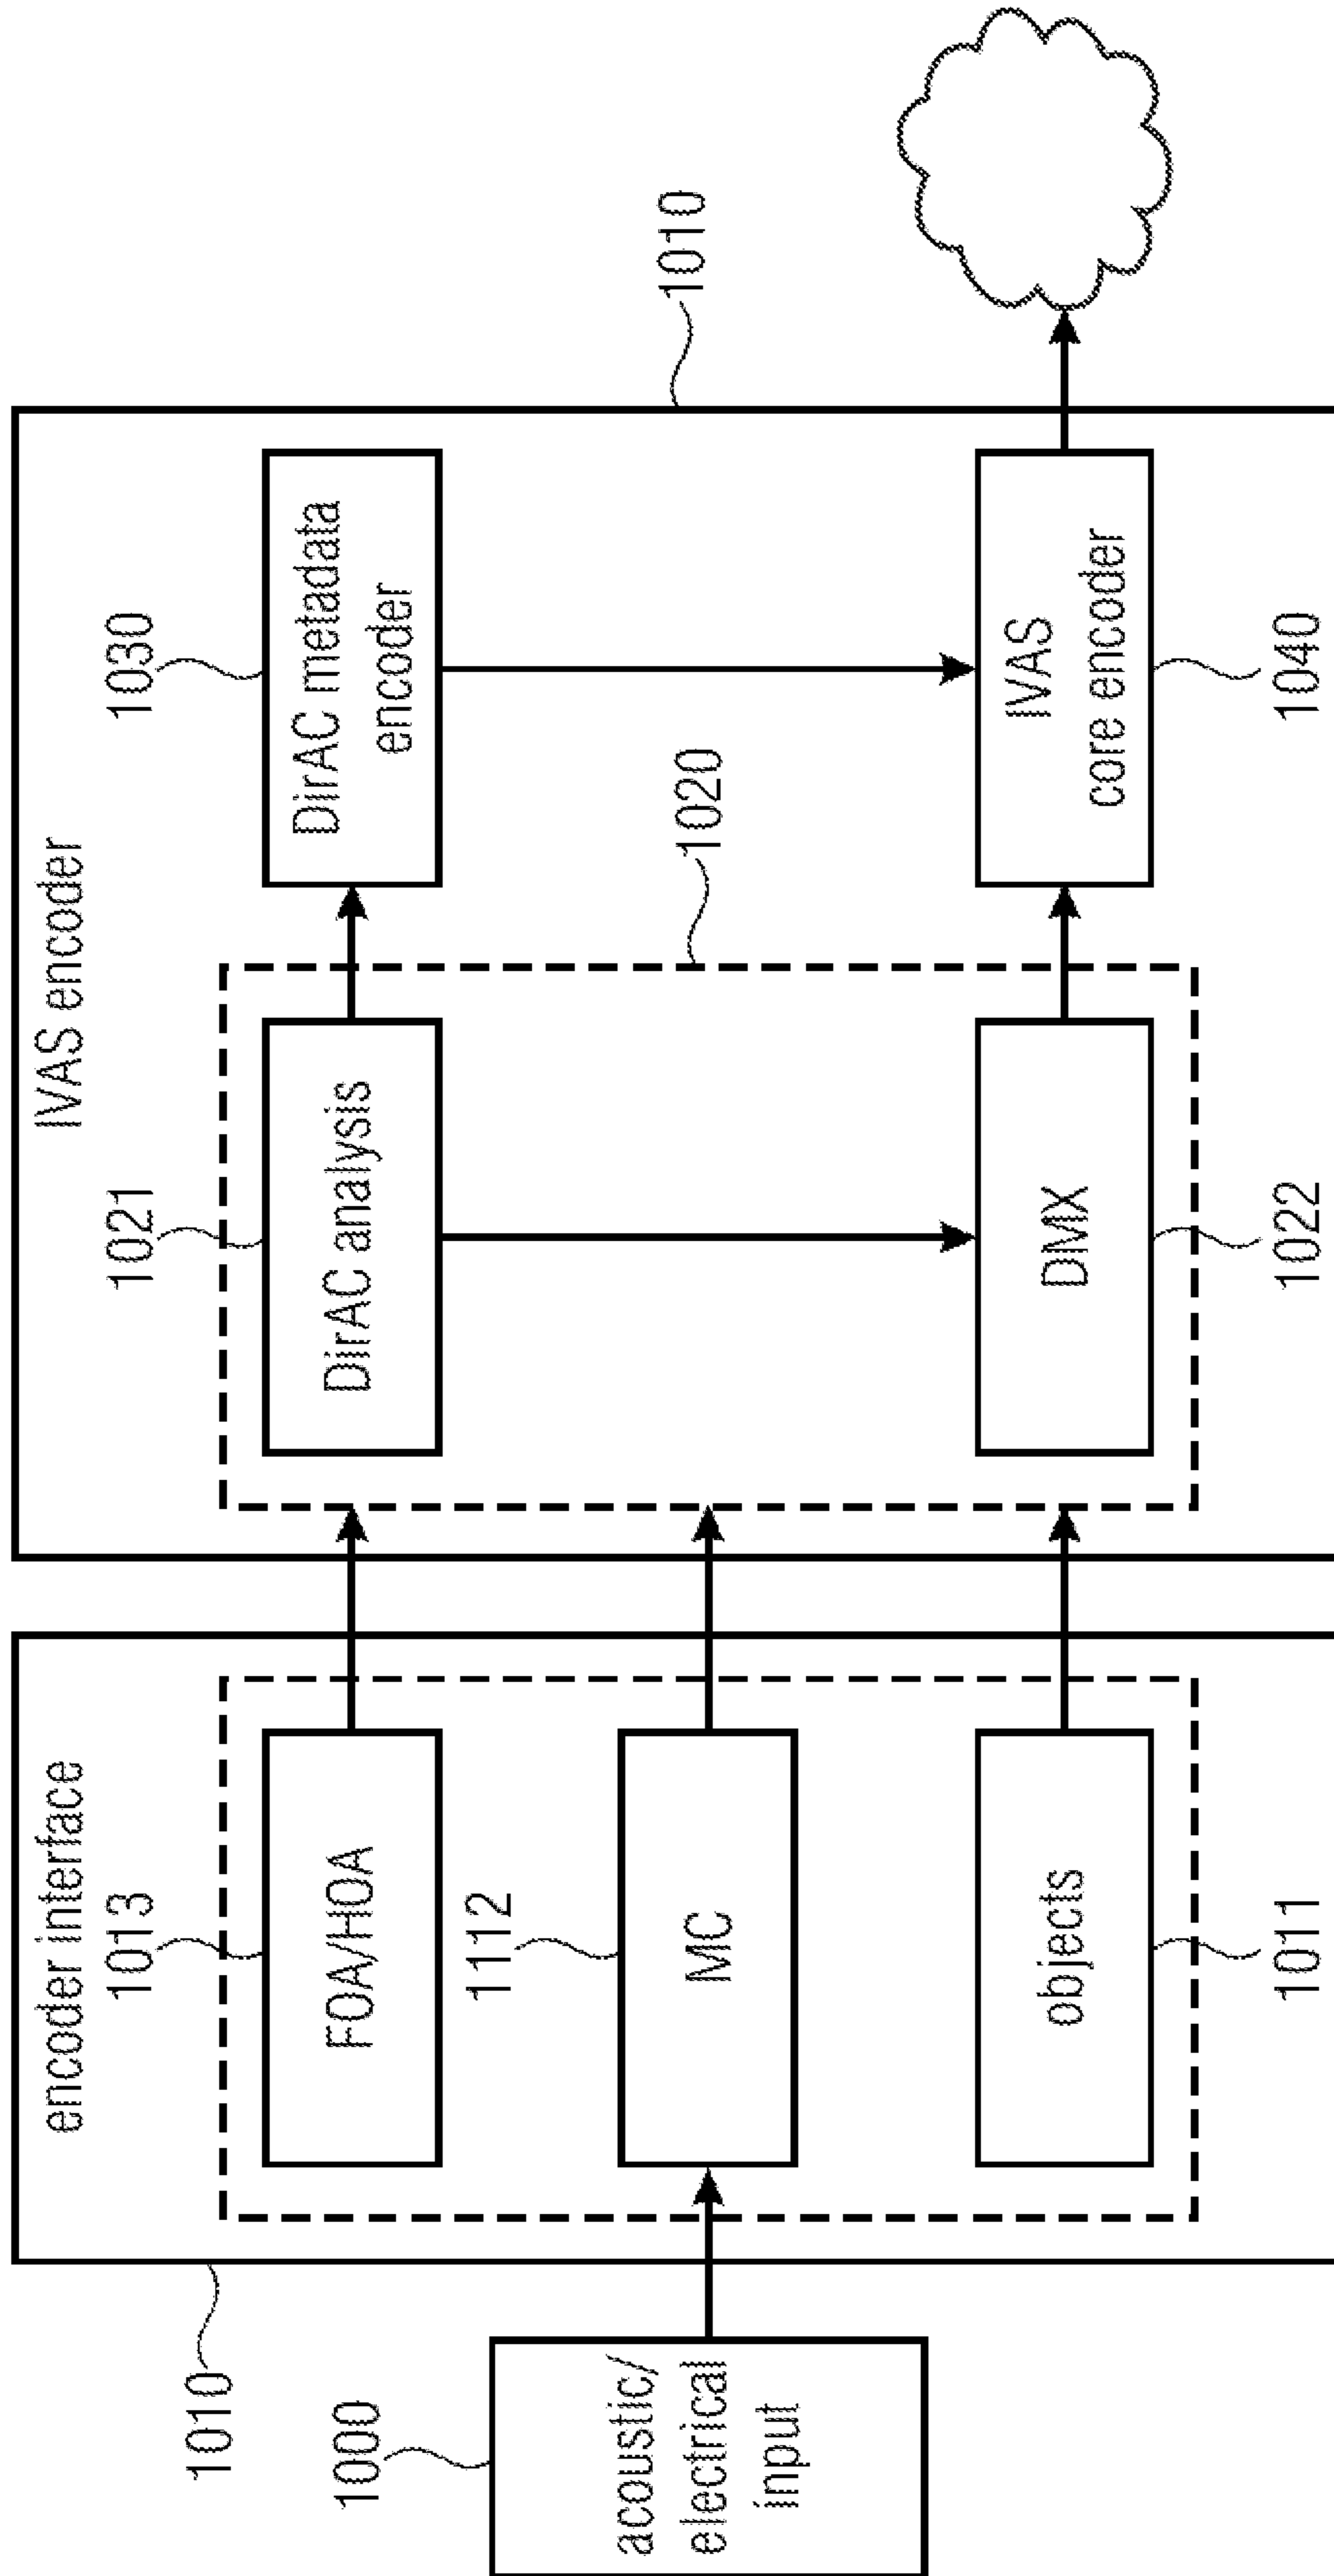 1000
acoustic/
electrical
input
1010
encoder interface
1013
FOA/HOA
1112
MC
objects
1011
IVAS encoder
1010
1021
DirAC analysis
1020
DMX
1022
1030
DirAC metadata
encoder
IVAS
core encoder
1040